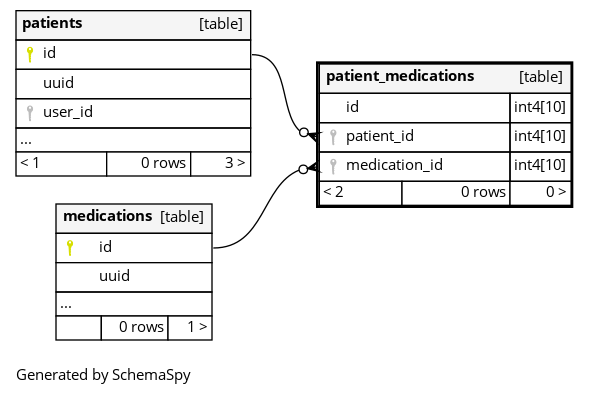 patients [table]
id
uuid
user_id
...
< 1 0 rows 3 >
patient_medications [table]
id int4[10]
patient_id int4[10]
medication_id int4[10]
< 2 0 rows 0 >
medications [table]
id
uuid
...
0 rows 1 >
Generated by SchemaSpy